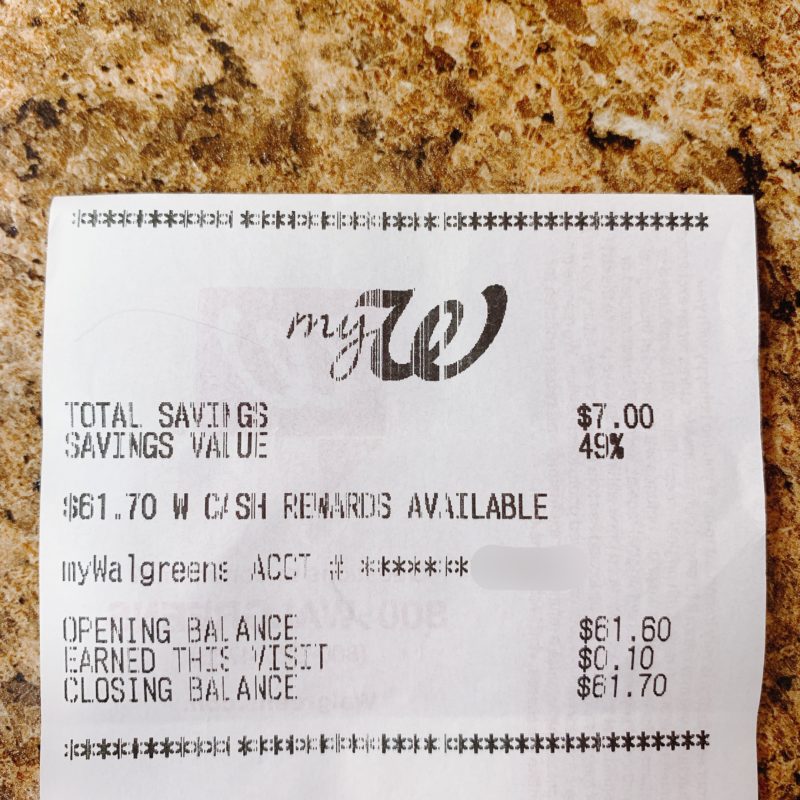 ************************************************
myW
TOTAL SAVINGS $7.00
SAVINGS VALUE 49%
$61.70 W CASH REWARDS AVAILABLE
myWalgreens ACCT # *******
OPENING BALANCE $61.60
EARNED THIS VISIT $0.10
CLOSING BALANCE $61.70
************************************************